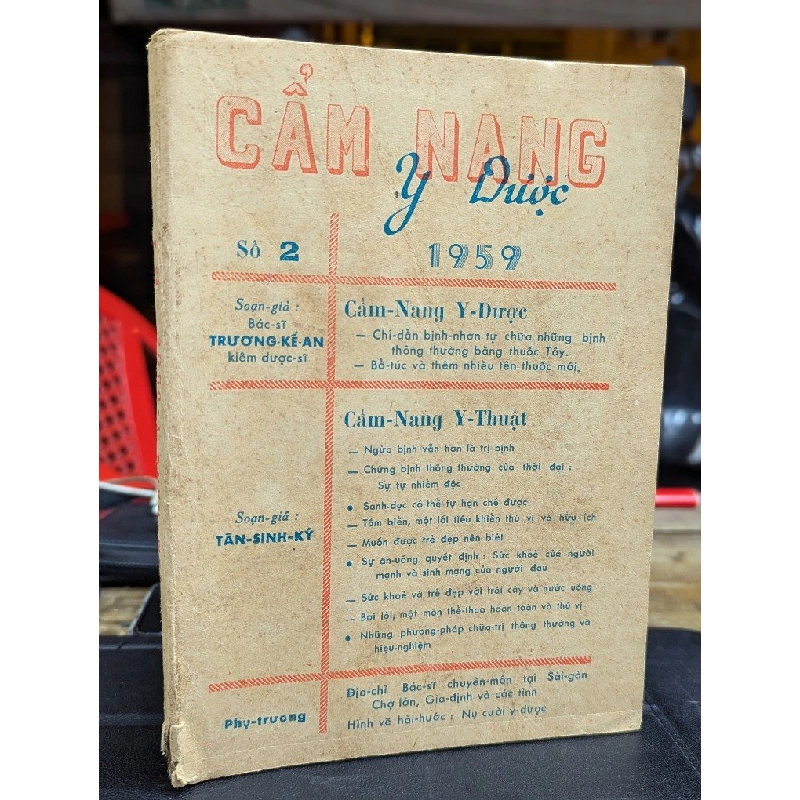 CẨM NANG
Y Dược
Số 2
1959
Soạn-giả :
Bác-sĩ
TRƯƠNG-KẾ-AN
kiêm dược-sĩ
Cẩm-Nang Y-Dược
— Chỉ-dẫn bịnh-nhơn tự chữa những bịnh
thông thường bằng thuốc Tây.
— Bổ-túc và thêm nhiều tên thuốc mới.
Soạn-giả :
TÂN-SINH-KÝ
Cẩm-Nang Y-Thuật
— Ngừa bịnh vẫn hơn là trị bịnh
— Chứng bịnh thông thường của thời đại :
Sự tự nhiễm độc
• Sanh-dục có thể tự hạn chế được
— Tắm biển, một lối tiêu khiển thú vị và hữu ích
— Muốn được trẻ đẹp nên biết
• Sự ăn-uống quyết định : Sức khoẻ của người
mạnh và sinh mạng của người đau
— Sức khoẻ và trẻ đẹp với trái cây và nước uống
— Bơi lội, một môn thể-thao hoàn toàn và thú vị
• Những phương-pháp chữa-trị thông thường và
hiệu-nghiệm
Phụ-trương
Địa-chỉ Bác-sĩ chuyên-môn tại Sài-gòn
Chợ lớn, Gia-định và các tỉnh
Hình vẽ hài-hước : Nụ cười y-dược